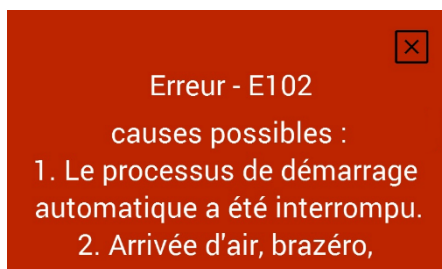 Erreur - E102
causes possibles :
1. Le processus de démarrage
automatique a été interrompu.
2. Arrivée d'air, brazéro,